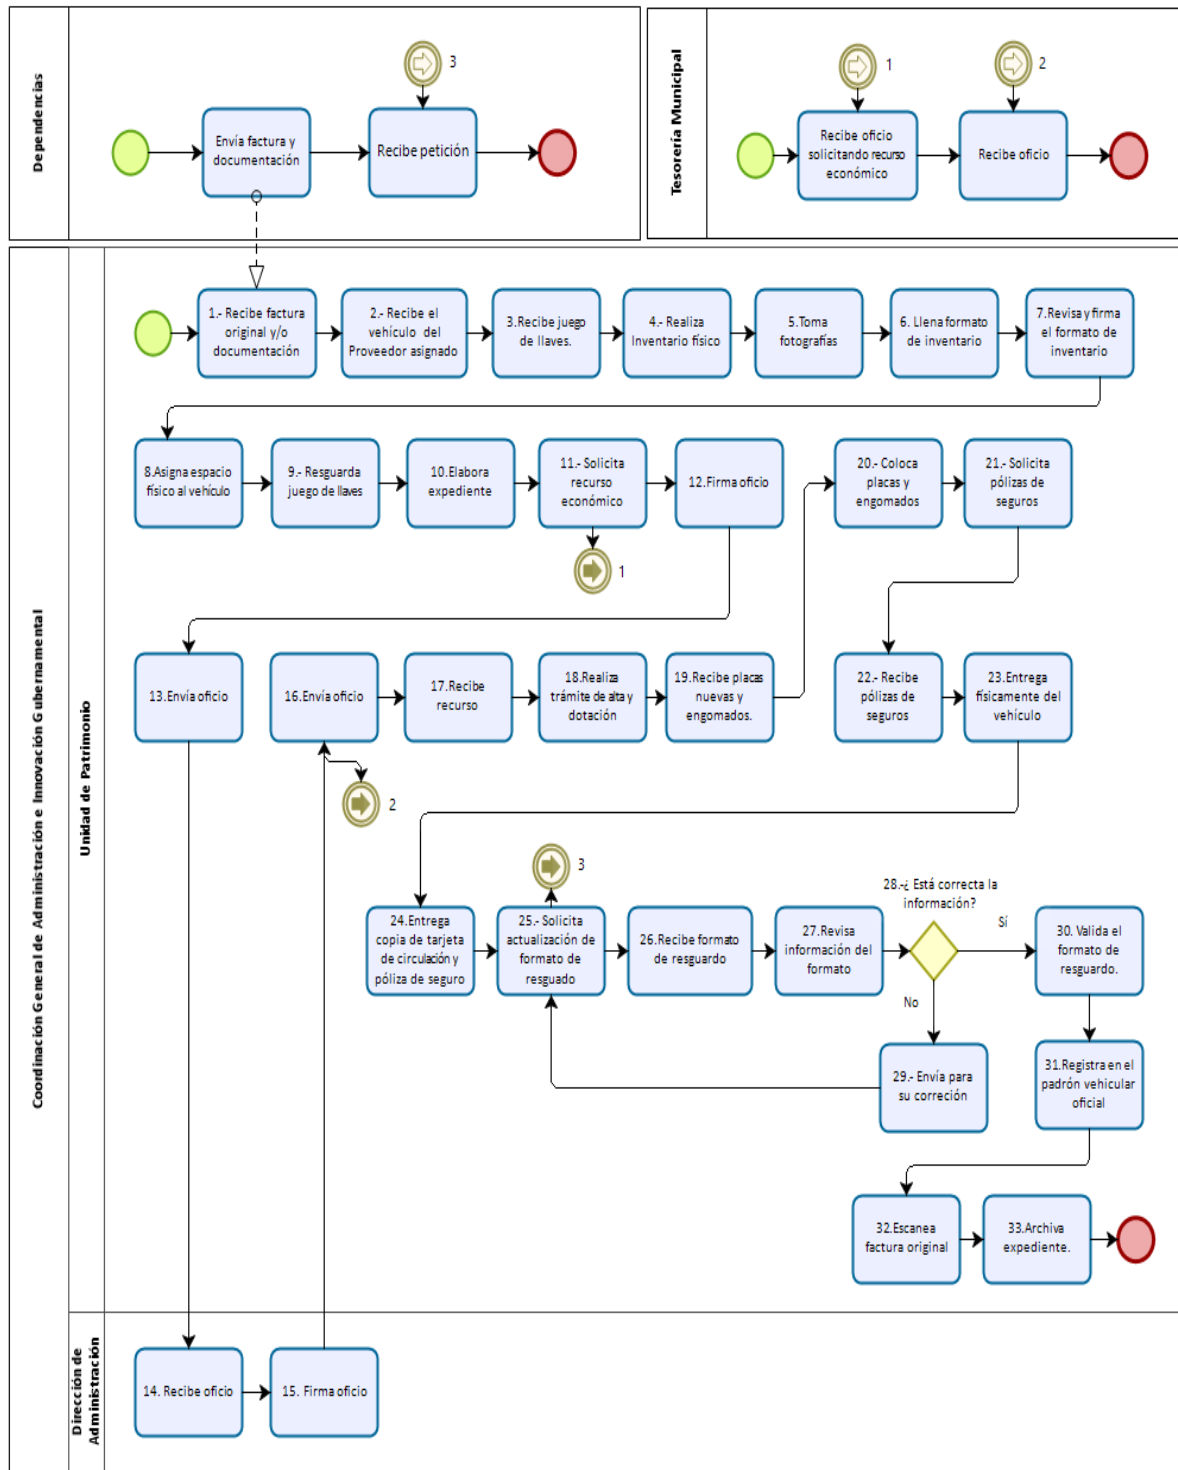 Dependencias
3
Envía factura y
documentación
Recibe petición
Tesorería Municipal
1
2
Recibe oficio
solicitando recurso
económico
Recibe oficio
Coordinación General de Administración e Innovación Gubernamental
Unidad de Patrimonio
1.- Recibe factura
original y/o
documentación
2.- Recibe el
vehículo del
Proveedor asignado
3.Recibe juego
de llaves.
4.- Realiza
Inventario físico
5.Toma
fotografías
6. Llena formato
de inventario
7.Revisa y firma
el formato de
inventario
8.Asigna espacio
físico al vehículo
9.- Resguarda
juego de llaves
10.Elabora
expediente
11.- Solicita
recurso
económico
12.Firma oficio
20.- Coloca
placas y
engomados
21.- Solicita
pólizas de
seguros
1
13.Envía oficio
16.Envía oficio
17.Recibe
recurso
18.Realiza
trámite de alta y
dotación
19.Recibe placas
nuevas y
engomados.
22.- Recibe
pólizas de
seguros
23.Entrega
físicamente del
vehículo
2
3
24.Entrega
copia de tarjeta
de circulación y
póliza de seguro
25.- Solicita
actualización de
formato de
resguado
26.Recibe formato
de resguardo
27.Revisa
información del
formato
28.-¿ Está correcta la
información?
Sí
No
30. Valida el
formato de
resguardo.
29.- Envía para
su correción
31.Registra en el
padrón vehicular
oficial
32.Escanea
factura original
33.Archiva
expediente.
Dirección de
Administración
14. Recibe oficio
15. Firma oficio